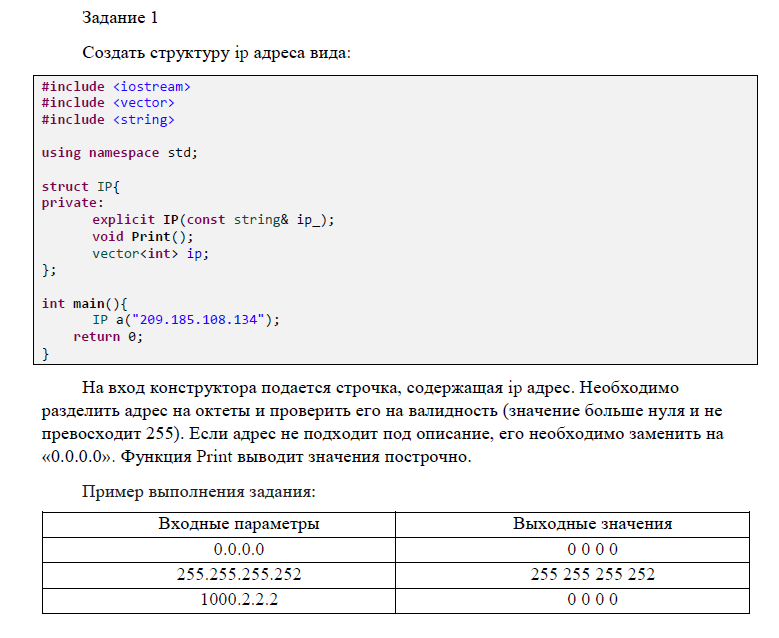 Задание 1
Создать структуру ip адреса вида:
#include <iostream>
#include <vector>
#include <string>
using namespace std;
struct IP{
private:
explicit IP(const string& ip_);
void Print();
vector<int> ip;
};
int main(){
IP a("209.185.108.134");
return 0;
}
На вход конструктора подается строчка, содержащая ip адрес. Необходимо
разделить адрес на октеты и проверить его на валидность (значение больше нуля и не
превосходит 255). Если адрес не подходит под описание, его необходимо заменить на
«0.0.0.0». Функция Print выводит значения построчно.
Пример выполнения задания:
Входные параметры Выходные значения
0.0.0.0 0 0 0 0
255.255.255.252 255 255 255 252
1000.2.2.2 0 0 0 0